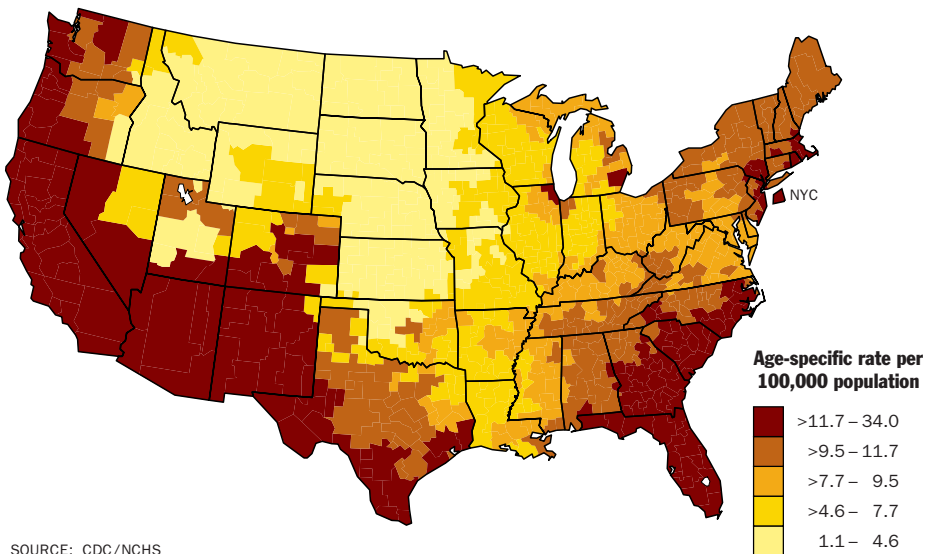 NYC
Age-specific rate per
100,000 population
>11.7 – 34.0
>9.5 – 11.7
>7.7 – 9.5
>4.6 – 7.7
1.1 – 4.6
SOURCE: CDC/NCHS